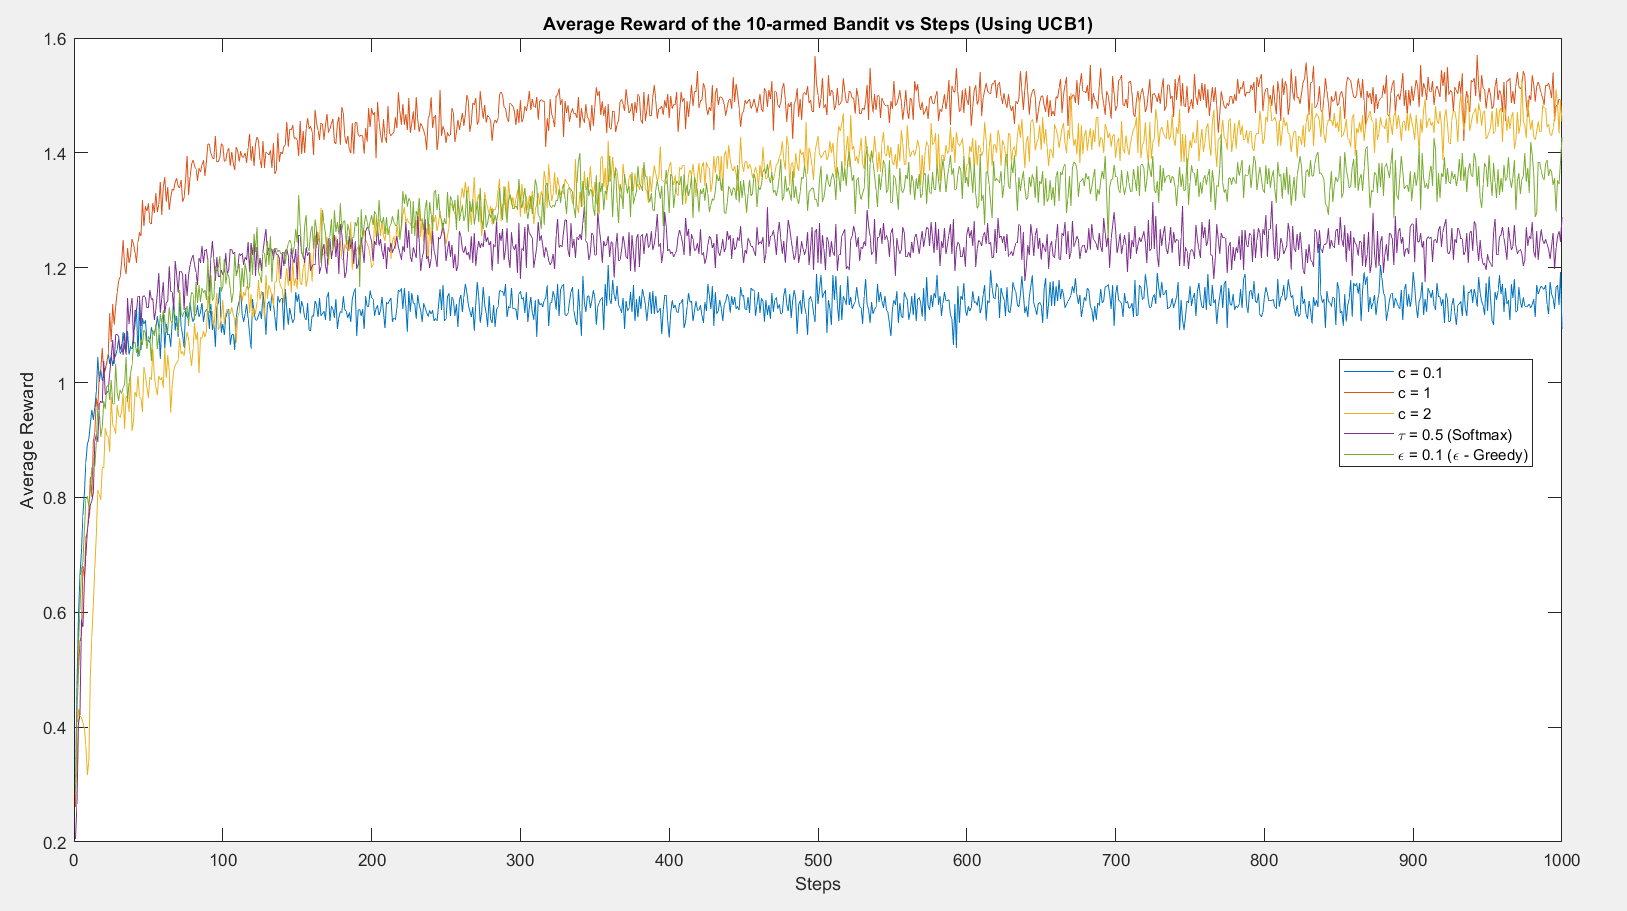 Average Reward of the 10-armed Bandit vs Steps (Using UCB1)
1.6
1.4
1.2
1
0.8
0.6
0.4
0.2
Average Reward
c = 0.1
c = 1
c = 2
τ = 0.5 (Softmax)
ϵ = 0.1 (ϵ - Greedy)
0 100 200 300 400 500 600 700 800 900 1000
Steps